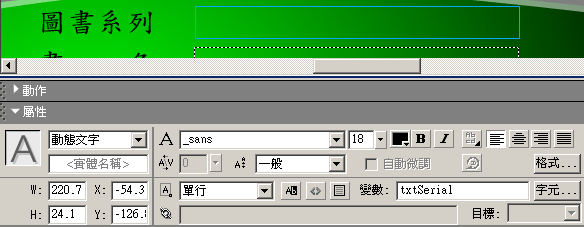 圖書系列
動作
屬性
動態文字 A _sans 18 B I
<實體名稱> A/V 0 A 一般 自動微調 格式...
W: 220.7 X: -54.3 A 單行 AB <> 變數: txtSerial 字元...
H: 24.1 Y: -126. 目標: